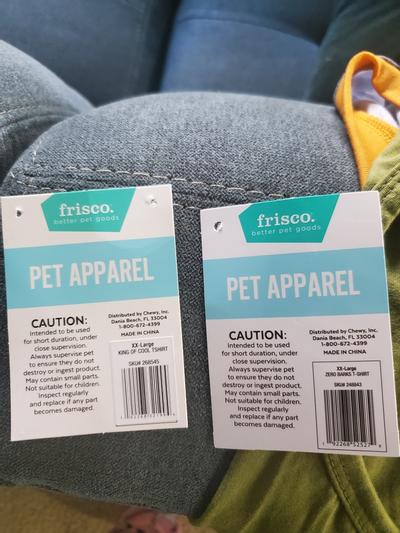 frisco.
better pet goods
PET APPAREL
CAUTION:
Intended to be used
for short duration, under
close supervision.
Always supervise pet
to ensure they do not
destroy or ingest product.
May contain small parts.
Not suitable for children.
Inspect regularly
and replace if any part
becomes damaged.
Distributed by Chewy, Inc.
Dania Beach, FL 33004
1-800-672-4399
MADE IN CHINA
XX-Large
KING OF COOL TSHIRT
SKU# 268545
frisco.
better pet goods
PET APPAREL
CAUTION:
Intended to be used
for short duration, under
close supervision.
Always supervise pet
to ensure they do not
destroy or ingest product.
May contain small parts.
Not suitable for children.
Inspect regularly
and replace if any part
becomes damaged.
Distributed by Chewy, Inc.
Dania Beach, FL 33004
1-800-672-4399
MADE IN CHINA
XX-Large
ZERO BARKS T-SHIRT
SKU# 248843